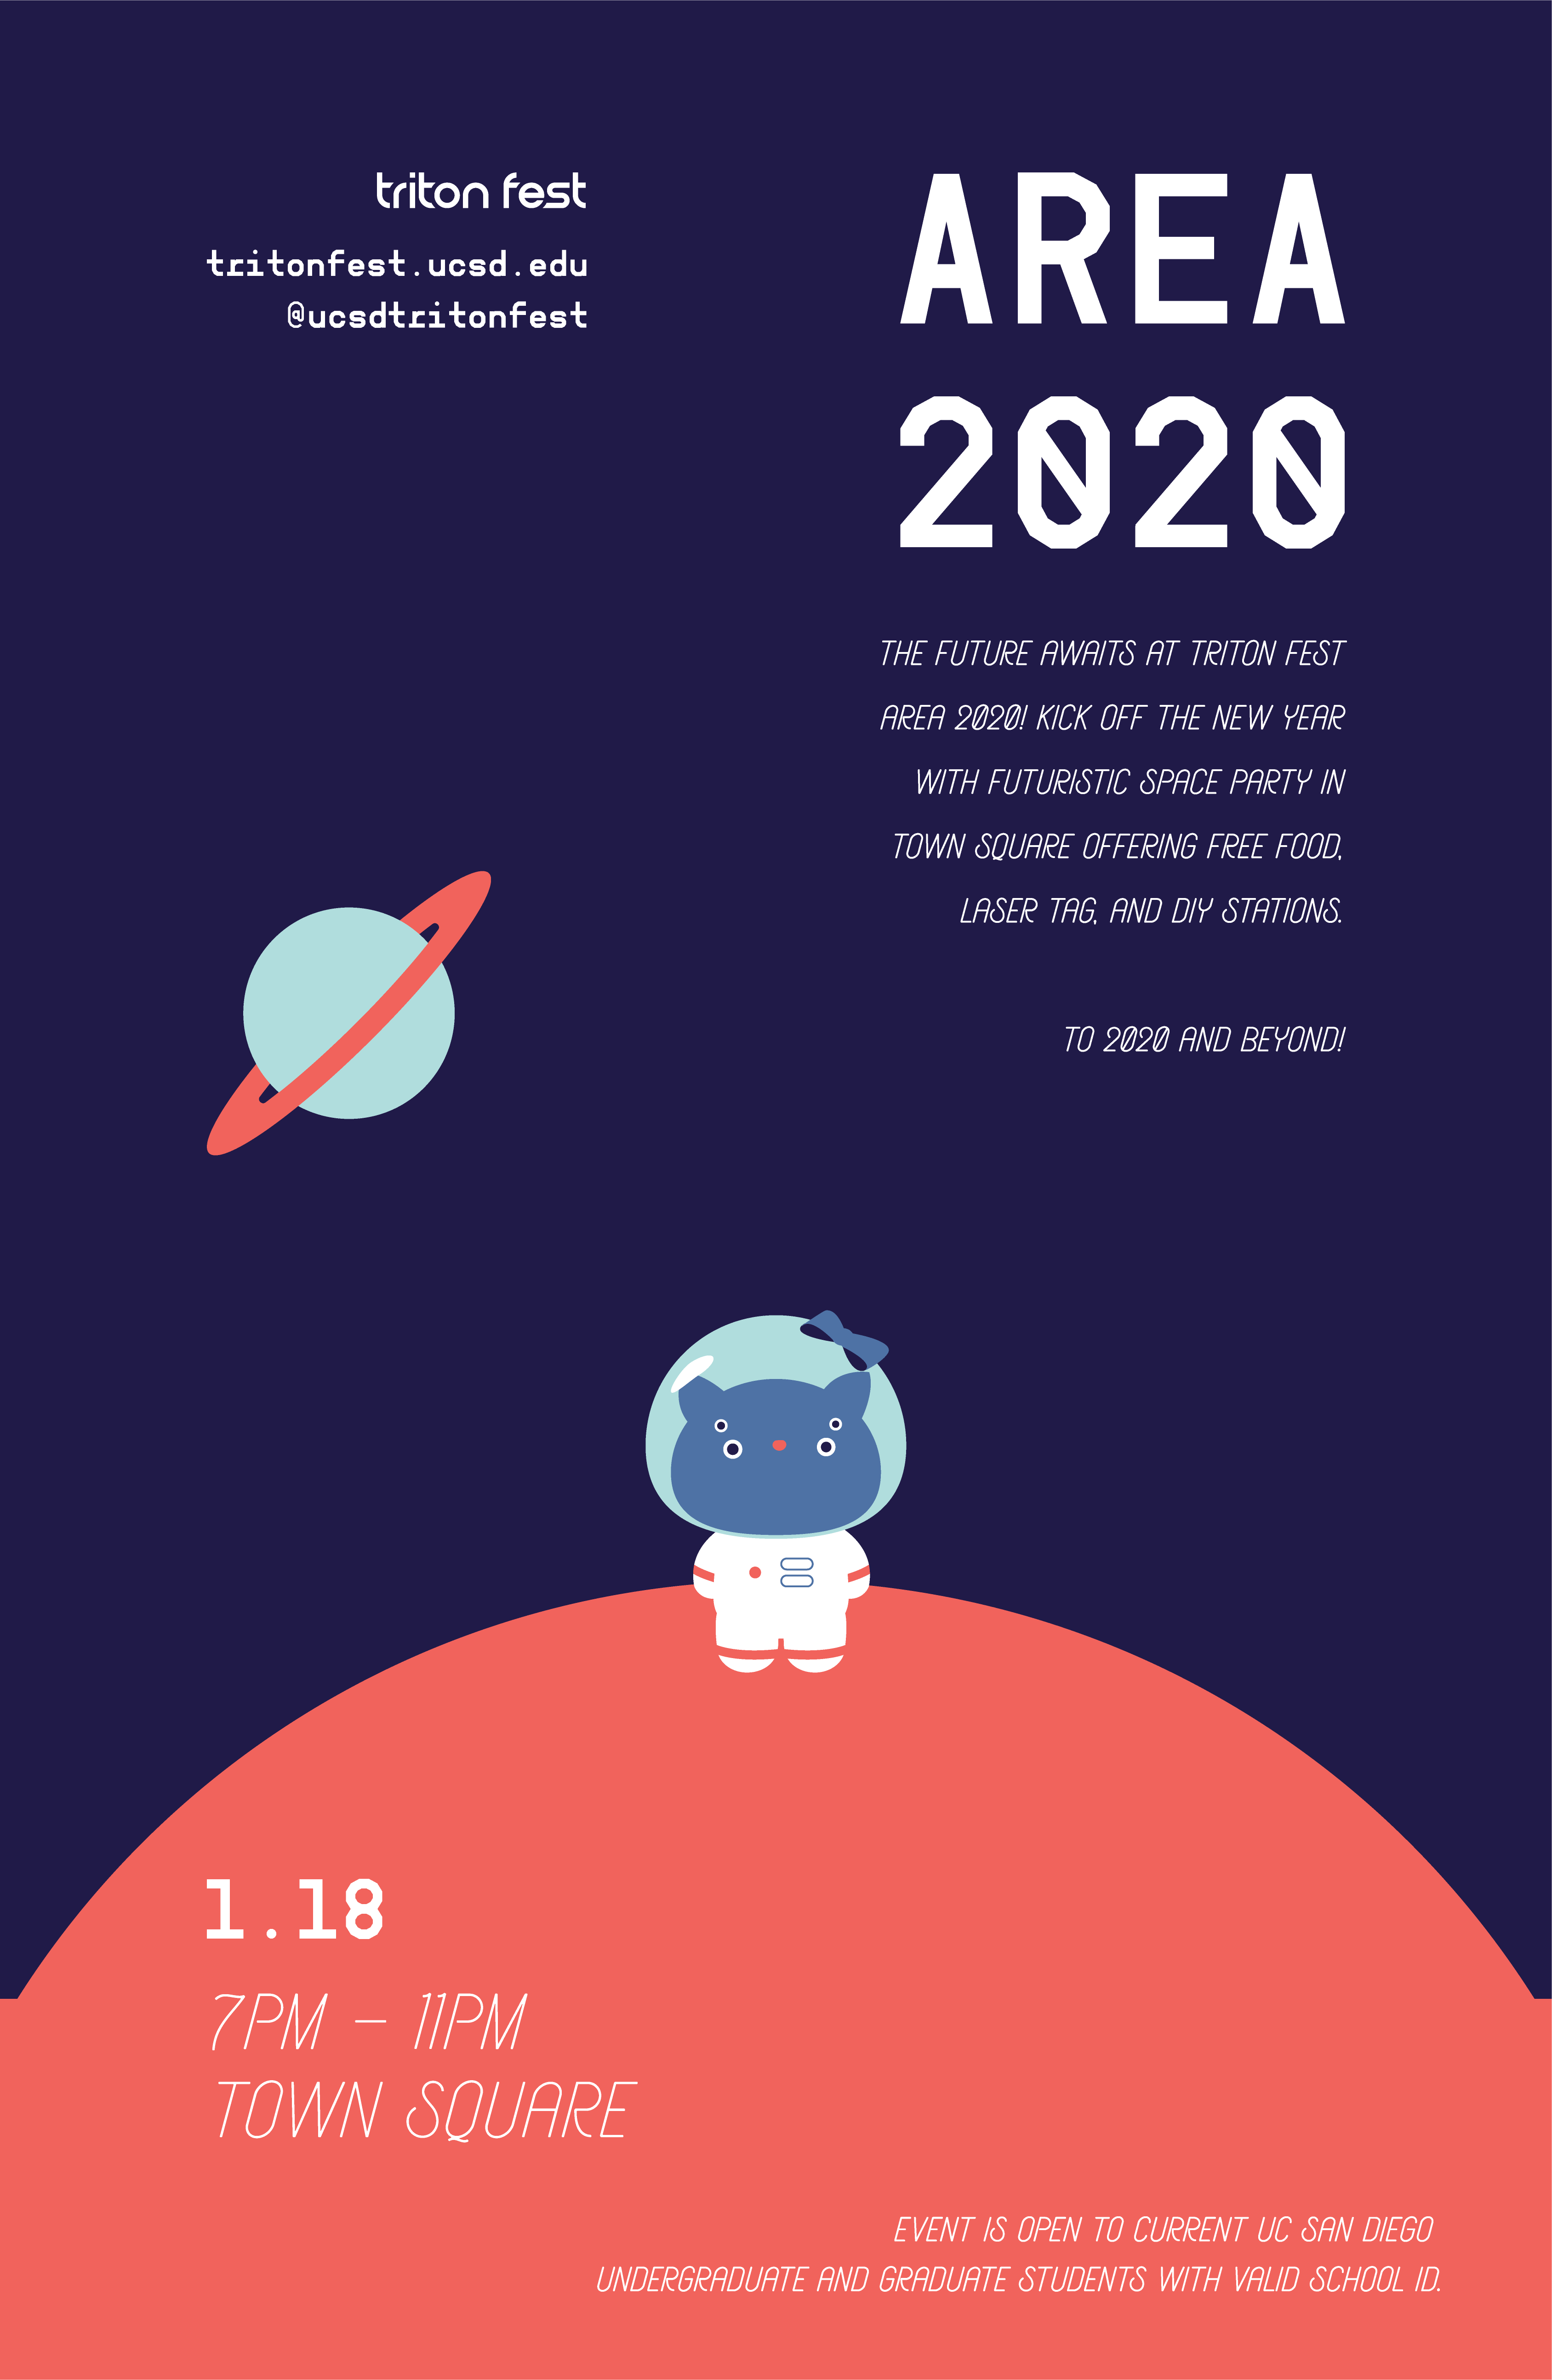 triton fest
tritonfest.ucsd.edu
@ucsdtritonfest
AREA
2020
THE FUTURE AWAITS AT TRITON FEST
AREA 2020! KICK OFF THE NEW YEAR
WITH FUTURISTIC SPACE PARTY IN
TOWN SQUARE OFFERING FREE FOOD,
LASER TAG, AND DIY STATIONS.
TO 2020 AND BEYOND!
1.18
7PM – 11PM
TOWN SQUARE
EVENT IS OPEN TO CURRENT UC SAN DIEGO
UNDERGRADUATE AND GRADUATE STUDENTS WITH VALID SCHOOL ID.